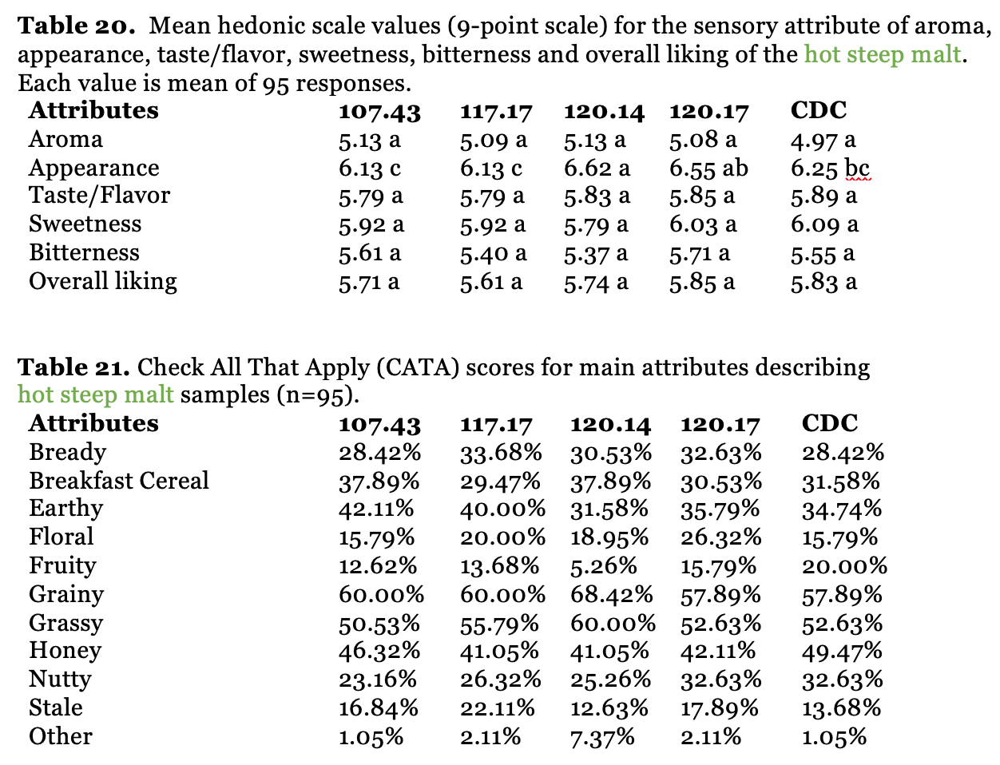 Table 20. Mean hedonic scale values (9-point scale) for the sensory attribute of aroma,
appearance, taste/flavor, sweetness, bitterness and overall liking of the hot steep malt.
Each value is mean of 95 responses.
Attributes 107.43 117.17 120.14 120.17 CDC
Aroma 5.13 a 5.09 a 5.13 a 5.08 a 4.97 a
Appearance 6.13 c 6.13 c 6.62 a 6.55 ab 6.25 bc
Taste/Flavor 5.79 a 5.79 a 5.83 a 5.85 a 5.89 a
Sweetness 5.92 a 5.92 a 5.79 a 6.03 a 6.09 a
Bitterness 5.61 a 5.40 a 5.37 a 5.71 a 5.55 a
Overall liking 5.71 a 5.61 a 5.74 a 5.85 a 5.83 a
Table 21. Check All That Apply (CATA) scores for main attributes describing
hot steep malt samples (n=95).
Attributes 107.43 117.17 120.14 120.17 CDC
Bready 28.42% 33.68% 30.53% 32.63% 28.42%
Breakfast Cereal 37.89% 29.47% 37.89% 30.53% 31.58%
Earthy 42.11% 40.00% 31.58% 35.79% 34.74%
Floral 15.79% 20.00% 18.95% 26.32% 15.79%
Fruity 12.62% 13.68% 5.26% 15.79% 20.00%
Grainy 60.00% 60.00% 68.42% 57.89% 57.89%
Grassy 50.53% 55.79% 60.00% 52.63% 52.63%
Honey 46.32% 41.05% 41.05% 42.11% 49.47%
Nutty 23.16% 26.32% 25.26% 32.63% 32.63%
Stale 16.84% 22.11% 12.63% 17.89% 13.68%
Other 1.05% 2.11% 7.37% 2.11% 1.05%